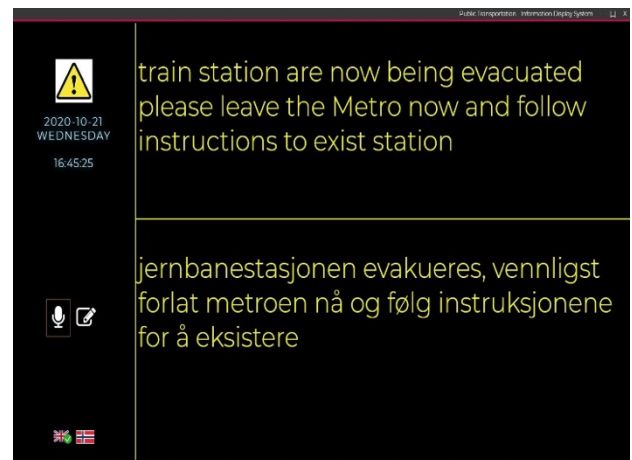 Public Transportation Information Display System
train station are now being evacuated
please leave the Metro now and follow
instructions to exist station
2020-10-21
WEDNESDAY
16:45:25
jernbanestasjonen evakueres, vennligst
forlat metroen nå og følg instruksjonene
for å eksistere